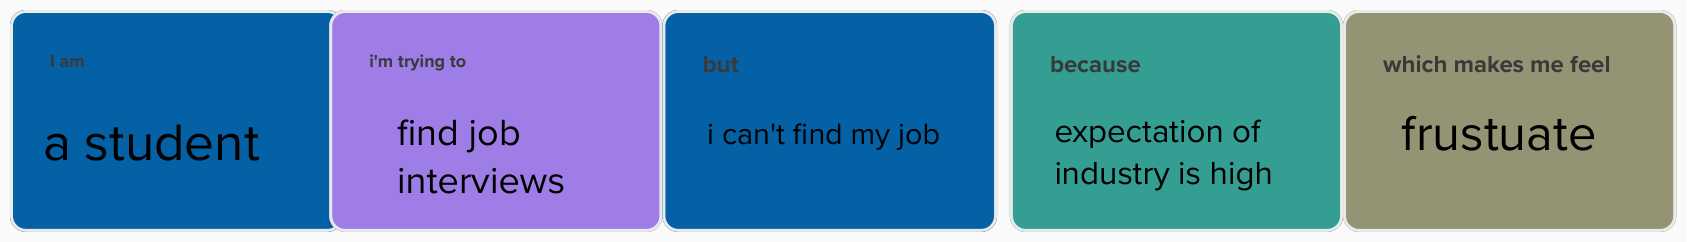 I am
a student
i'm trying to
find job
interviews
but
i can't find my job
because
expectation of
industry is high
which makes me feel
frustuate